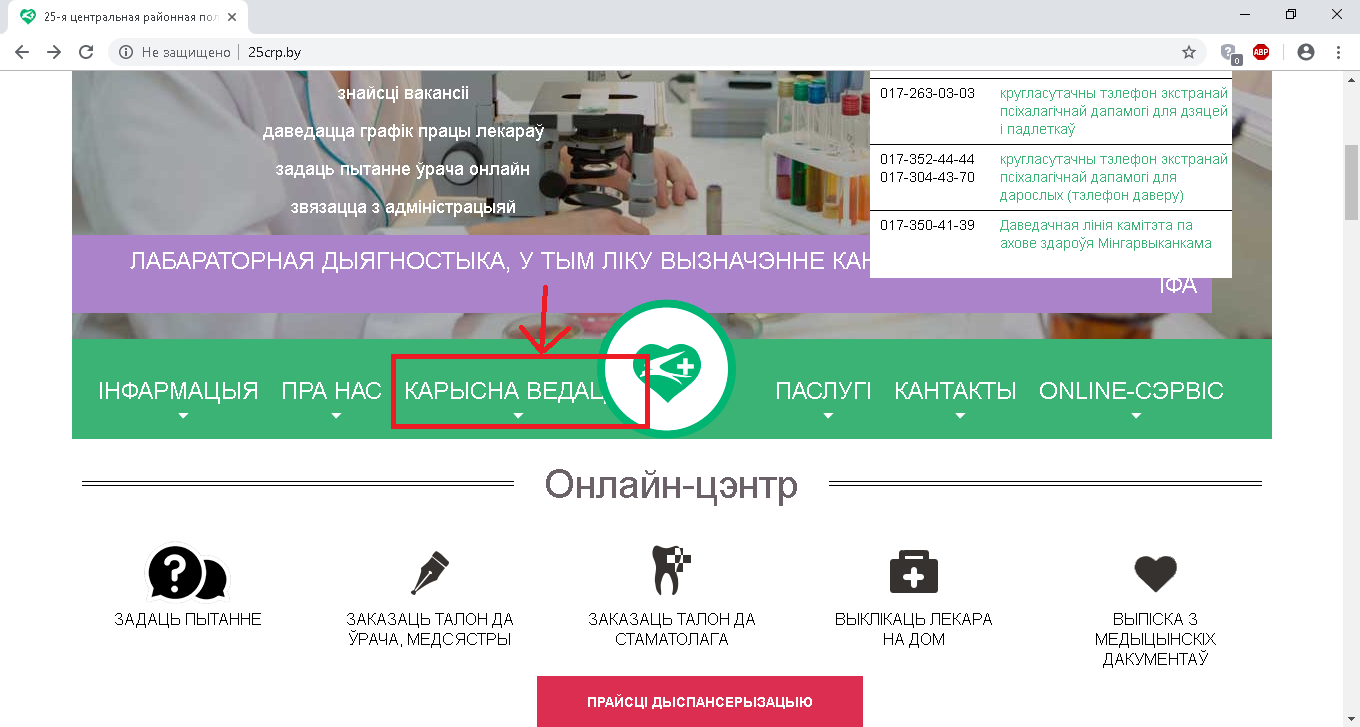 25-я центральная районная пол
Не защищено
25crp.by
0
ABP
знайсці вакансіі
даведацца графік працы лекараў
задаць пытанне ўрача онлайн
звязацца з адміністрацыяй
017-263-03-03
кругласутачны тэлефон экстранай
псіхалагічнай дапамогі для дзяцей
і падлеткаў
017-352-44-44
017-304-43-70
кругласутачны тэлефон экстранай
псіхалагічнай дапамогі для
дарослых (тэлефон даверу)
017-350-41-39
Даведачная лінія камітэта па
ахове здароўя Мінгарвыканкама
ЛАБАРАТОРНАЯ ДЫЯГНОСТЫКА, У ТЫМ ЛІКУ ВЫЗНАЧЭННЕ КАН
ІФА
ІНФАРМАЦЫЯ
ПРА НАС
КАРЫСНА ВЕДАЦ
ПАСЛУГІ
КАНТАКТЫ
ONLINE-СЭРВІС
Онлайн-цэнтр
ЗАДАЦЬ ПЫТАННЕ
ЗАКАЗАЦЬ ТАЛОН ДА
ЎРАЧА, МЕДСЯСТРЫ
ЗАКАЗАЦЬ ТАЛОН ДА
СТАМАТОЛАГА
ВЫКЛІКАЦЬ ЛЕКАРА
НА ДОМ
ВЫПІСКА З
МЕДЫЦЫНСКІХ
ДАКУМЕНТАЎ
ПРАЙСЦІ ДЫСПАНСЕРЫЗАЦЫЮ